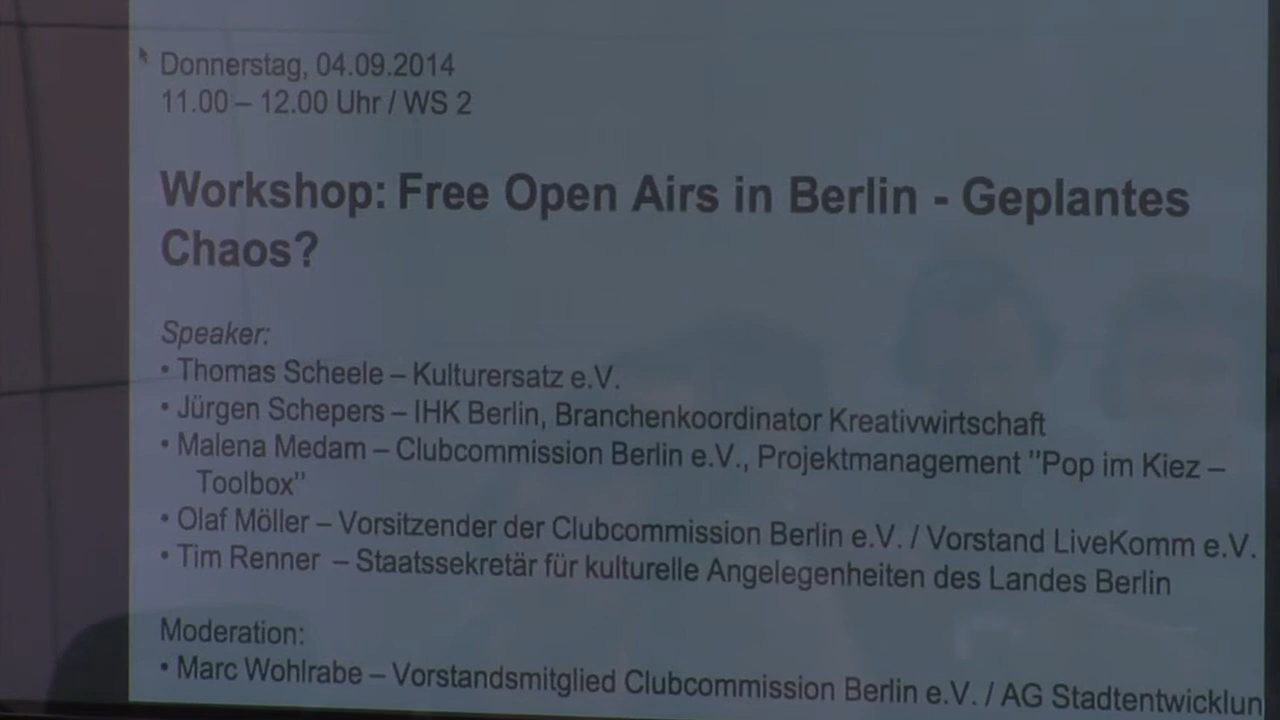 Donnerstag, 04.09.2014
11.00 – 12.00 Uhr / WS 2
Workshop: Free Open Airs in Berlin - Geplantes
Chaos?
Speaker:
• Thomas Scheele – Kulturersatz e.V.
• Jürgen Schepers – IHK Berlin, Branchenkoordinator Kreativwirtschaft
• Malena Medam – Clubcommission Berlin e.V., Projektmanagement "Pop im Kiez –
Toolbox"
• Olaf Möller – Vorsitzender der Clubcommission Berlin e.V. / Vorstand LiveKomm e.V.
• Tim Renner – Staatssekretär für kulturelle Angelegenheiten des Landes Berlin
Moderation:
• Marc Wohlrabe – Vorstandsmitglied Clubcommission Berlin e.V. / AG Stadtentwicklun